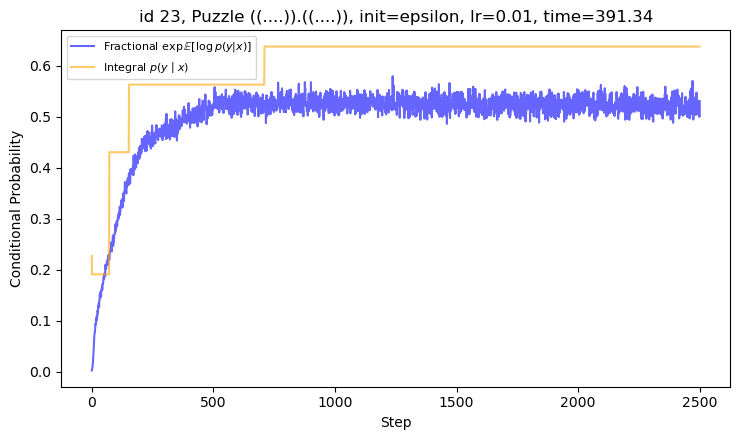 id 23, Puzzle ((....)).((....)), init=epsilon, lr=0.01, time=391.34
Fractional exp𝔼[log p(y|x)]
Integral p(y | x)
Conditional Probability
0.6
0.5
0.4
0.3
0.2
0.1
0.0
0 500 1000 1500 2000 2500
Step